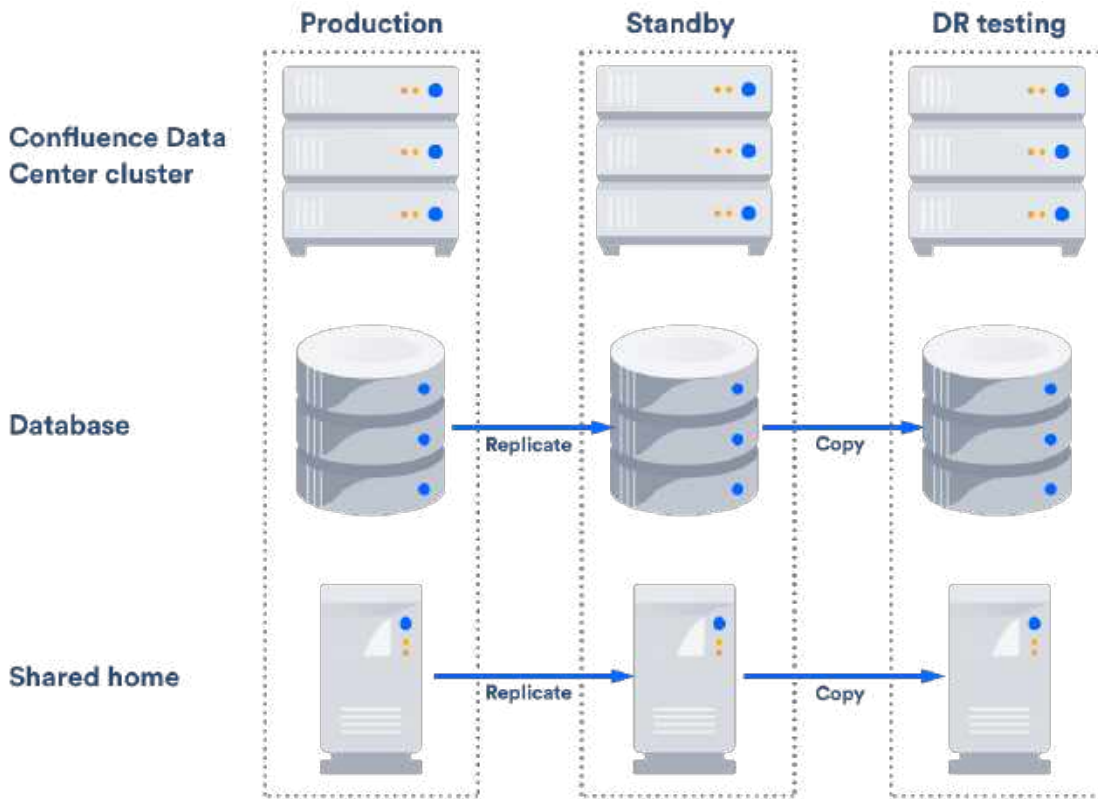 Production
Standby
DR testing
Confluence Data
Center cluster
Database
Replicate
Copy
Shared home
Replicate
Copy